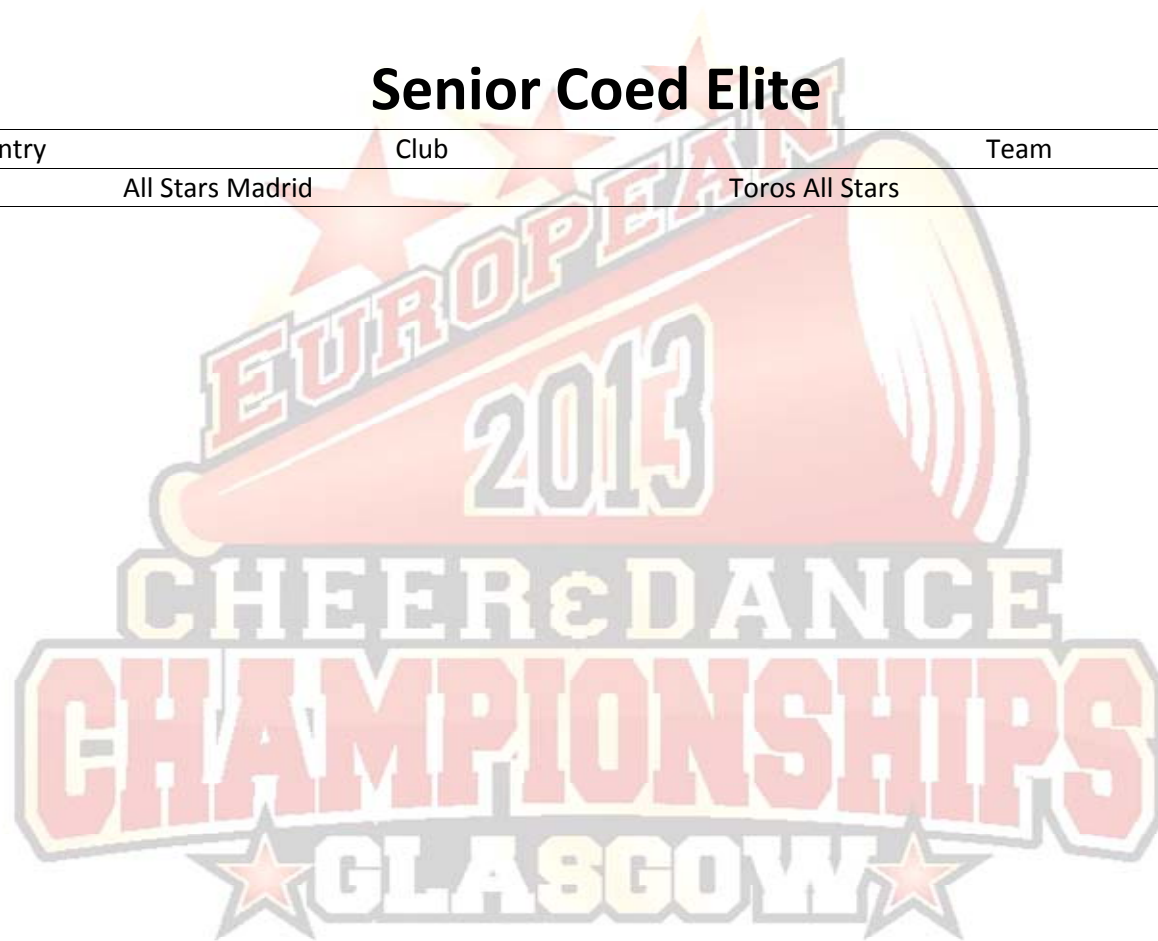 Senior Coed Elite
ntry Club Team
All Stars Madrid Toros All Stars
EUROPEAN
2013
CHEER&DANCE
CHAMPIONSHIPS
GLASGOW